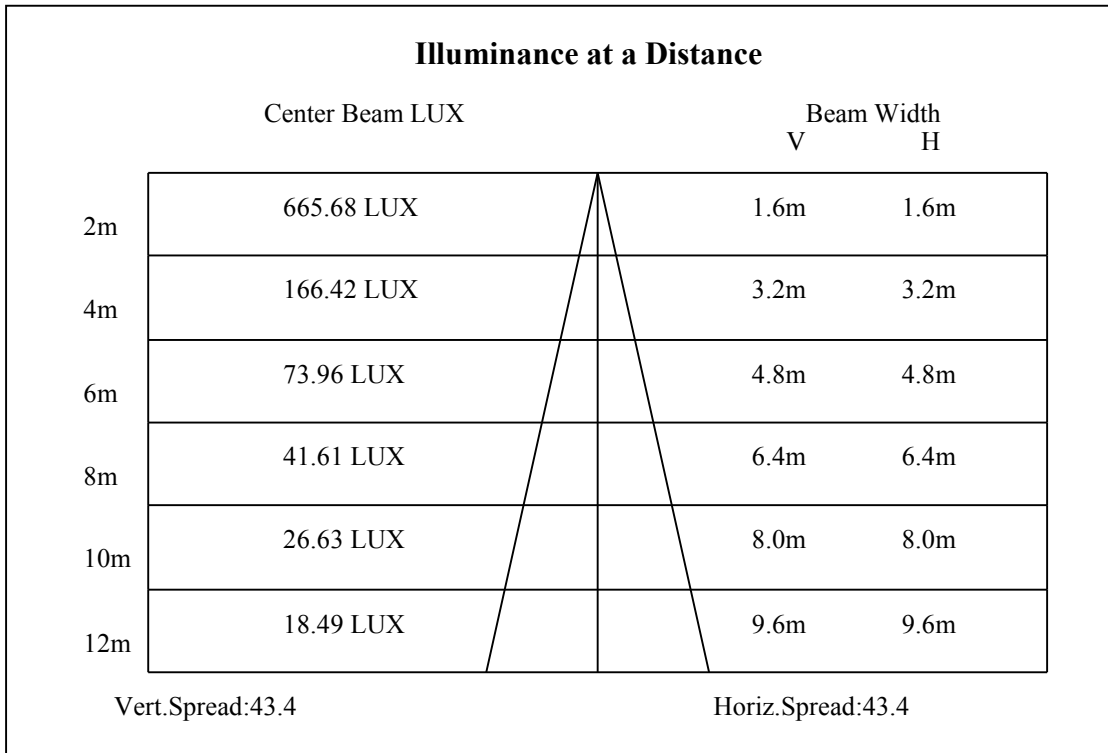 Illuminance at a Distance
Center Beam LUX Beam Width
V H
2m 665.68 LUX 1.6m 1.6m
4m 166.42 LUX 3.2m 3.2m
6m 73.96 LUX 4.8m 4.8m
8m 41.61 LUX 6.4m 6.4m
10m 26.63 LUX 8.0m 8.0m
12m 18.49 LUX 9.6m 9.6m
Vert.Spread:43.4 Horiz.Spread:43.4